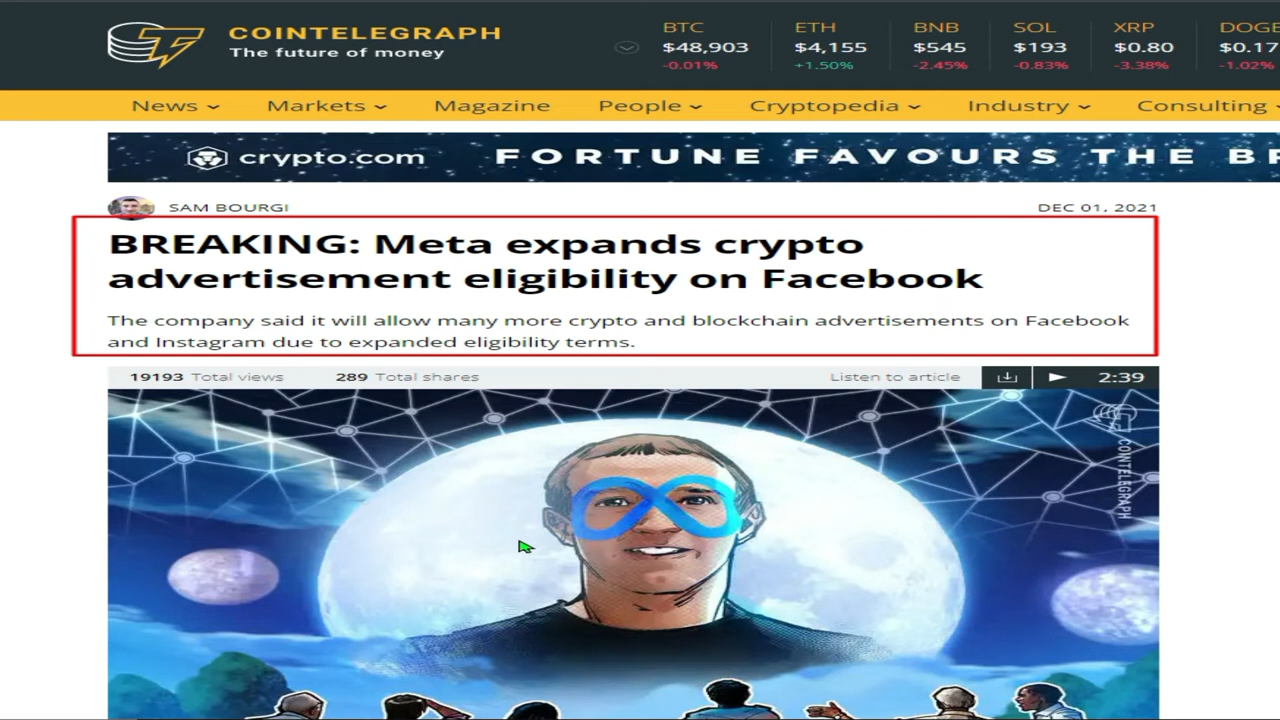 COINTELEGRAPH
The future of money
BTC ETH BNB SOL XRP DOGE
$48,903 $4,155 $545 $193 $0.80 $0.17
-0.01% +1.50% -2.45% -0.83% -3.38% -1.02%
News Markets Magazine People Cryptopedia Industry Consulting
crypto.com FORTUNE FAVOURS THE
SAM BOURGI DEC 01, 2021
BREAKING: Meta expands crypto
advertisement eligibility on Facebook
The company said it will allow many more crypto and blockchain advertisements on Facebook
and Instagram due to expanded eligibility terms.
19193 Total views 289 Total shares Listen to article 2:39
COINTELEGRAPH